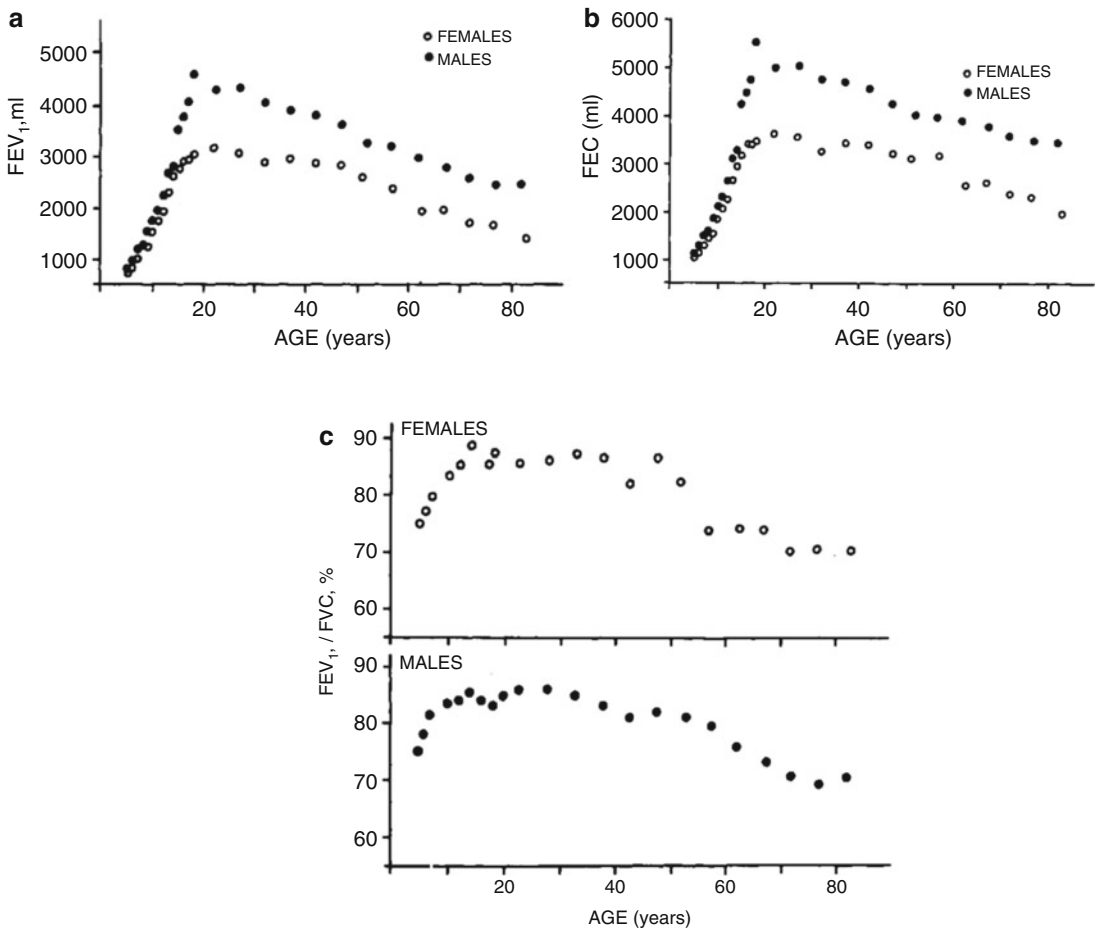 a
5000
4000
3000
2000
1000
FEV1,ml
FEMALES
MALES
20 40 60 80
AGE (years)
b
6000
5000
4000
3000
2000
1000
FEC (ml)
FEMALES
MALES
20 40 60 80
AGE (years)
c
FEV1, / FVC, %
FEMALES
90
80
70
60
MALES
90
80
70
60
20 40 60 80
AGE (years)